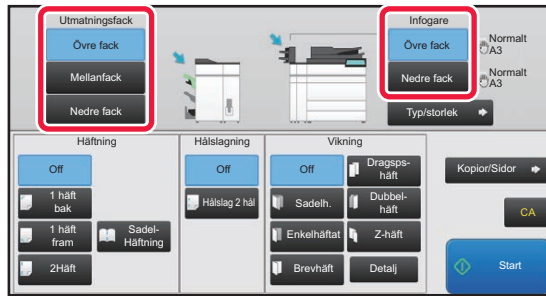 Utmatningsfack
Infogare
Övre fack
Mellanfack
Nedre fack
Övre fack
Normalt
A3
Nedre fack
Normalt
A3
Typ/storlek
Häftning
Hålslagning
Vikning
Off
1 häft
bak
1 häft
fram
Sadel-
Häftning
2Häft
Off
Hålslag 2 hål
Off
Dragsps-
häft
Sadelh.
Dubbel-
häft
Enkelhäftat
Z-häft
Brevhäft
Detalj
Kopior/Sidor
CA
Start